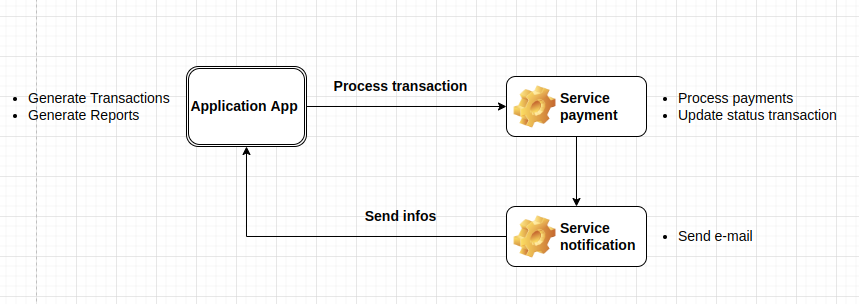 Process transaction
Generate Transactions
Generate Reports
Application App
Service
payment
Process payments
Update status transaction
Send infos
Service
notification
Send e-mail